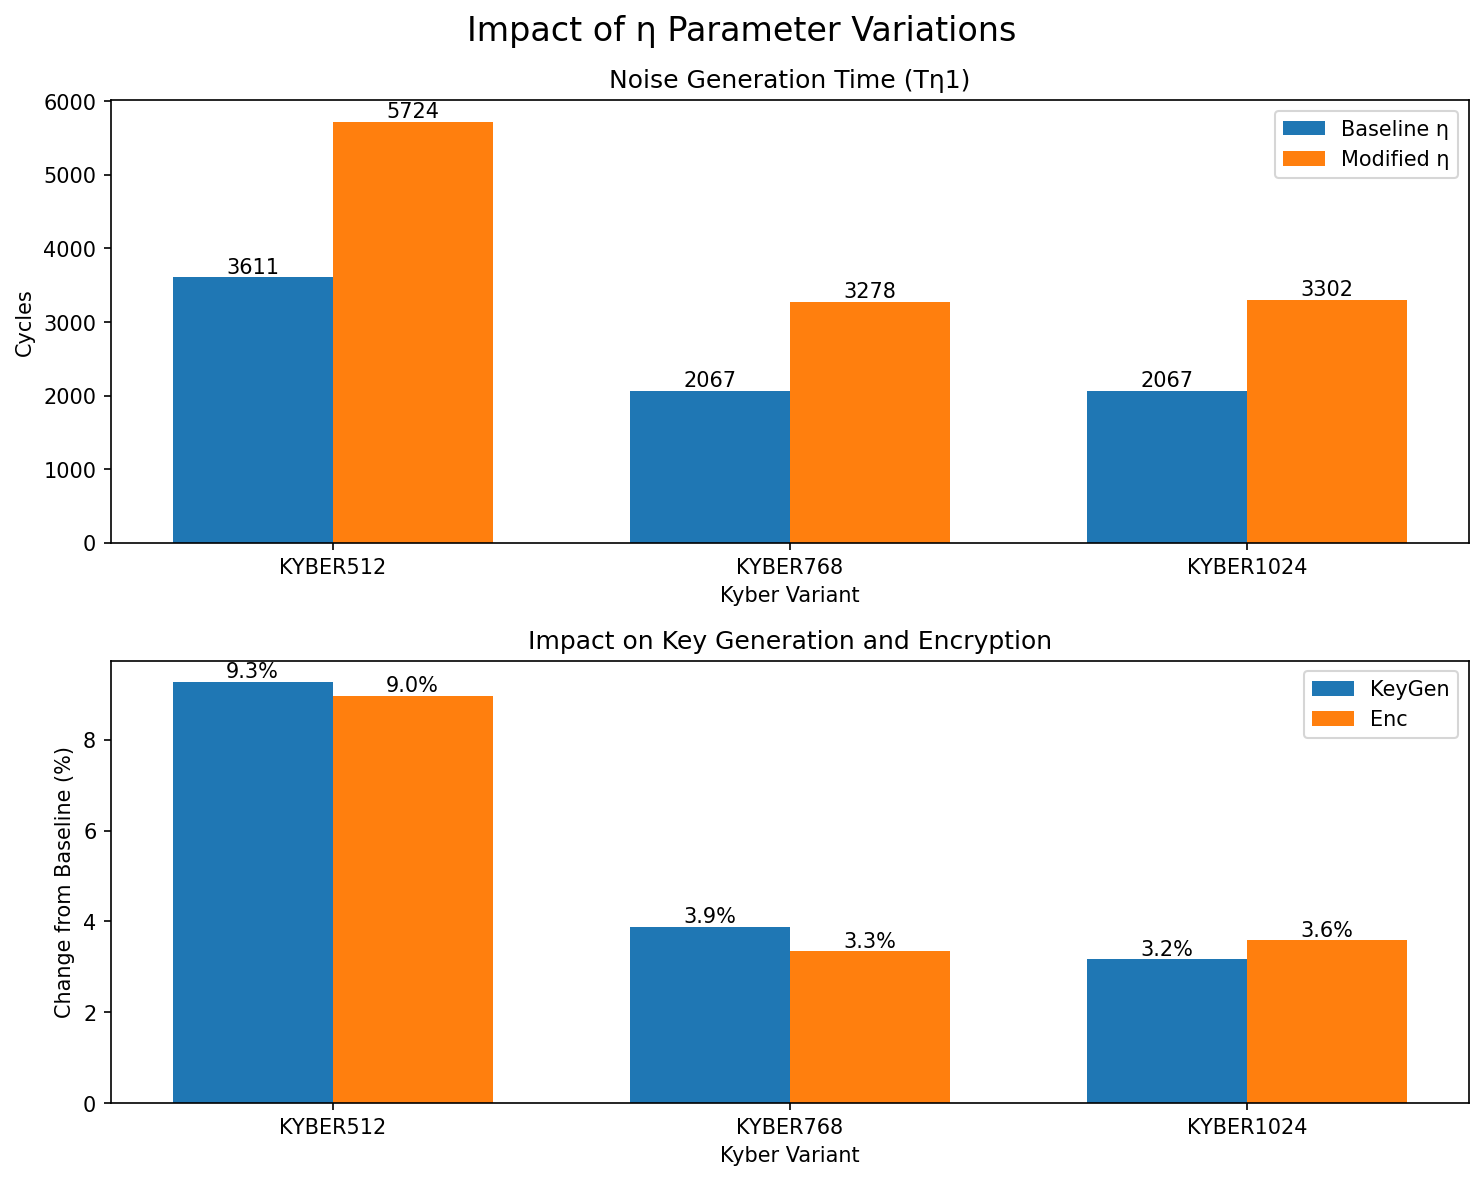 Impact of η Parameter Variations
Noise Generation Time (Tη1)
Cycles
6000
5000
4000
3000
2000
1000
0
3611
5724
2067
3278
2067
3302
Baseline η
Modified η
KYBER512
KYBER768
KYBER1024
Kyber Variant
Impact on Key Generation and Encryption
Change from Baseline (%)
8
6
4
2
0
9.3%
9.0%
3.9%
3.3%
3.2%
3.6%
KeyGen
Enc
KYBER512
KYBER768
KYBER1024
Kyber Variant